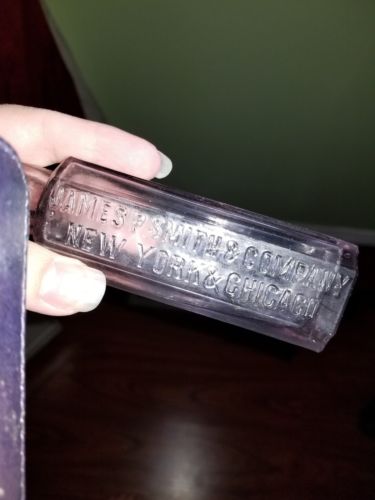 JAMES P. SMITH & COMPANY
NEW YORK & CHICAGO